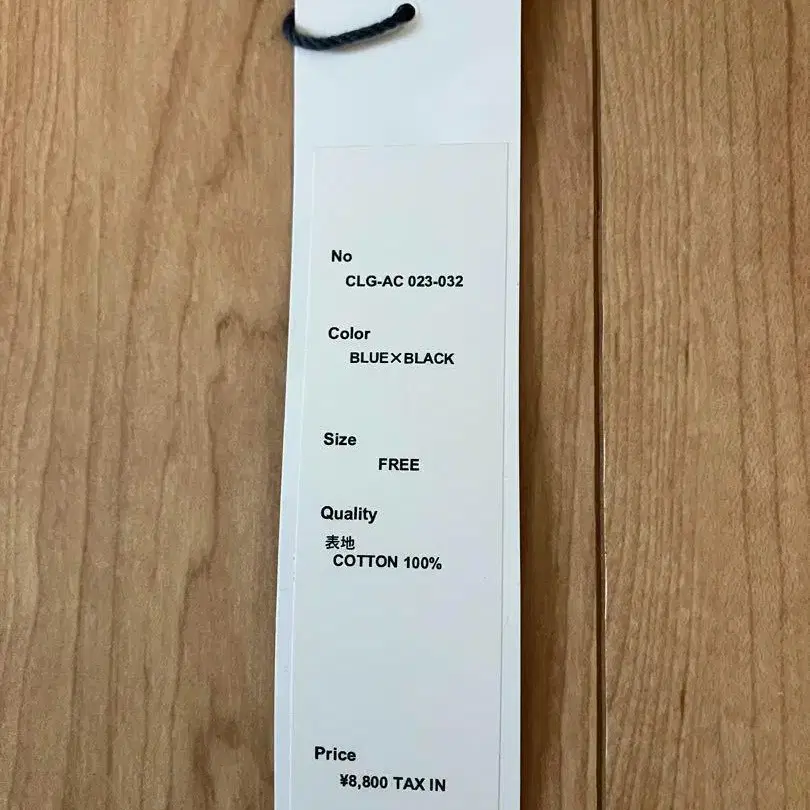 No
CLG-AC 023-032
Color
BLUE×BLACK
Size
FREE
Quality
表地
COTTON 100%
Price
¥8,800 TAX IN